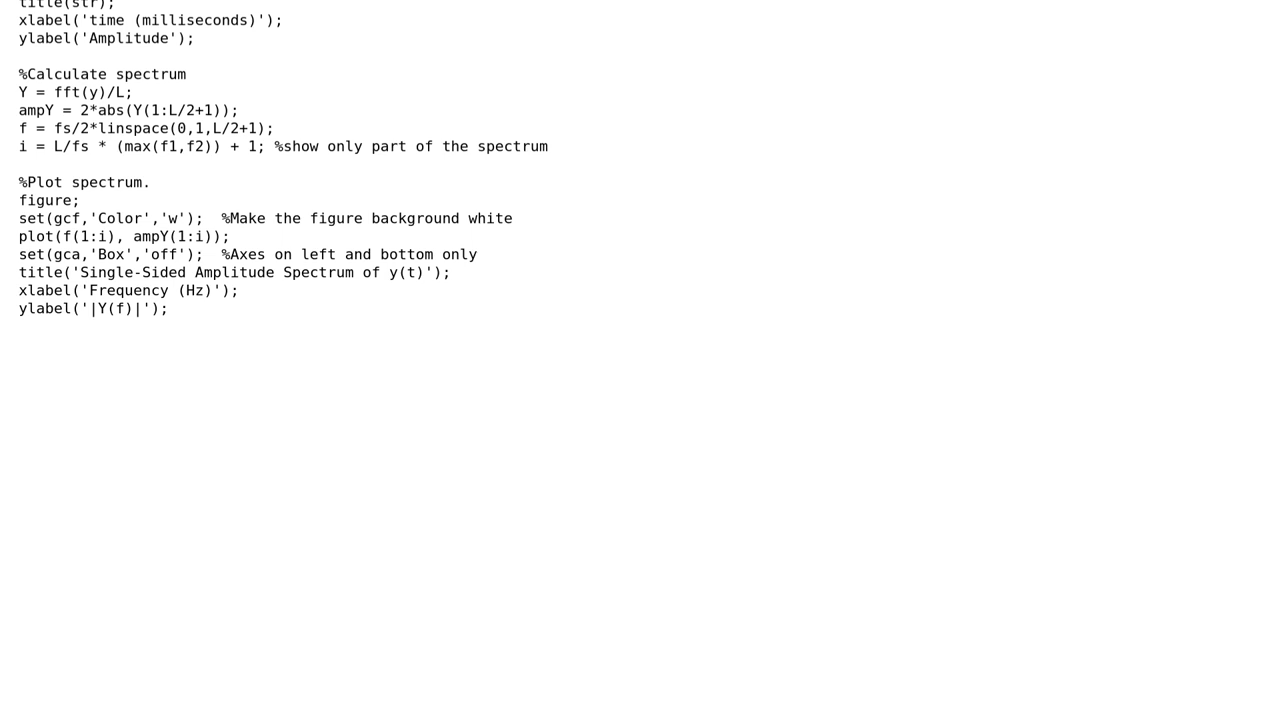 title(str);
xlabel('time (milliseconds)');
ylabel('Amplitude');
%Calculate spectrum
Y = fft(y)/L;
ampY = 2*abs(Y(1:L/2+1));
f = fs/2*linspace(0,1,L/2+1);
i = L/fs * (max(f1,f2)) + 1; %show only part of the spectrum
%Plot spectrum.
figure;
set(gcf,'Color','w');  %Make the figure background white
plot(f(1:i), ampY(1:i));
set(gca,'Box','off');  %Axes on left and bottom only
title('Single-Sided Amplitude Spectrum of y(t)');
xlabel('Frequency (Hz)');
ylabel('|Y(f)|');